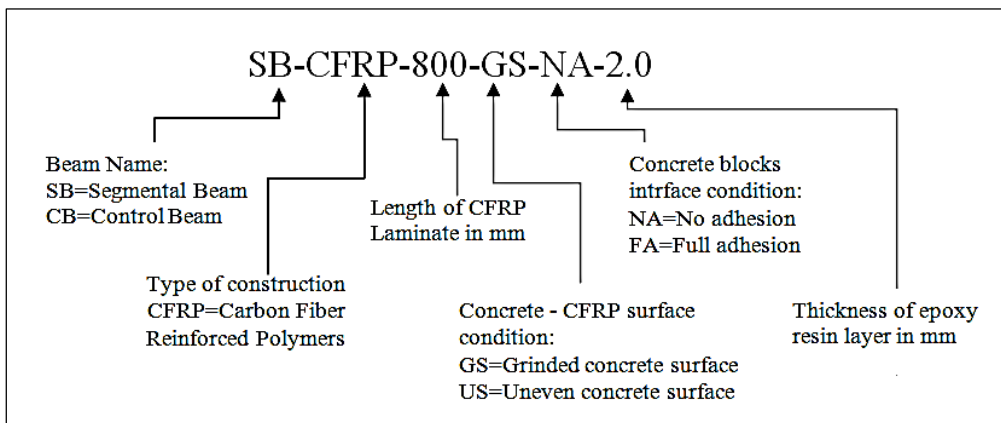 SB-CFRP-800-GS-NA-2.0
Beam Name:
SB=Segmental Beam
CB=Control Beam
Type of construction
CFRP=Carbon Fiber
Reinforced Polymers
Length of CFRP
Laminate in mm
Concrete - CFRP surface
condition:
GS=Grinded concrete surface
US=Uneven concrete surface
Concrete blocks
intrface condition:
NA=No adhesion
FA=Full adhesion
Thickness of epoxy
resin layer in mm